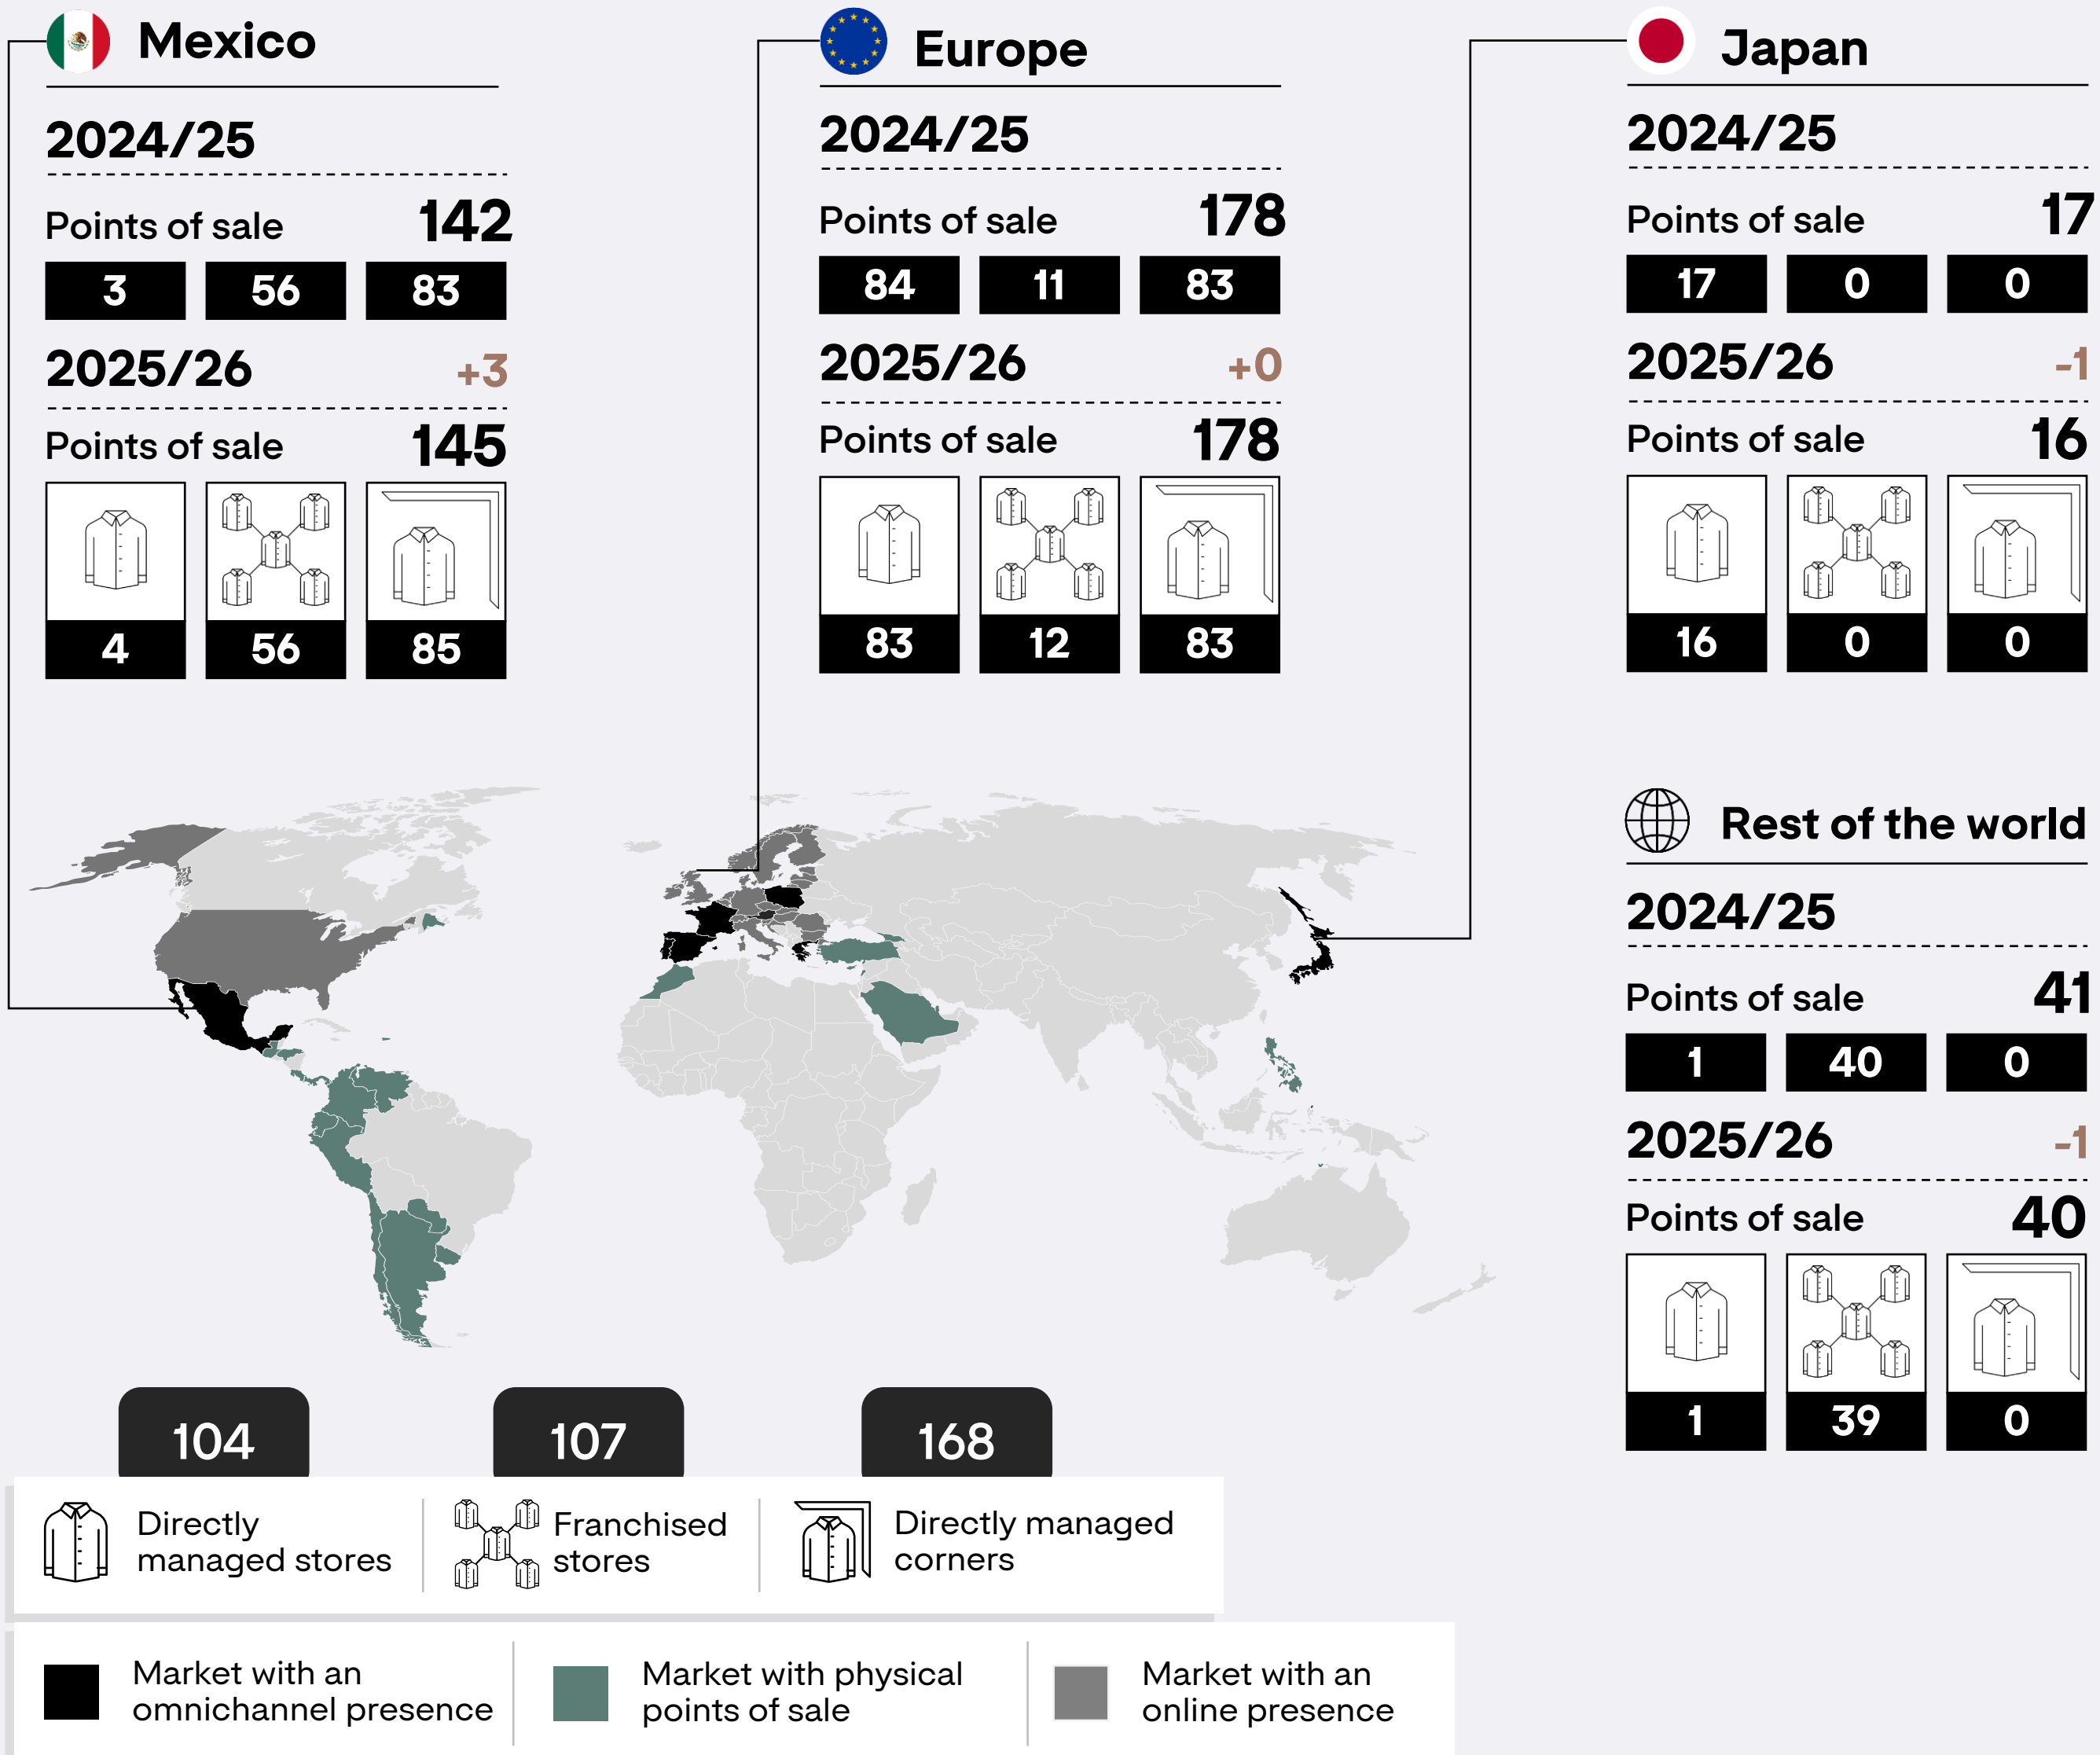 Mexico
2024/25
Points of sale 142
3 56 83
2025/26 +3
Points of sale 145
4 56 85
Europe
2024/25
Points of sale 178
84 11 83
2025/26 +0
Points of sale 178
83 12 83
Japan
2024/25
Points of sale 17
17 0 0
2025/26 -1
Points of sale 16
16 0 0
Rest of the world
2024/25
Points of sale 41
1 40 0
2025/26 -1
Points of sale 40
1 39 0
104 107 168
Directly
managed stores
Franchised
stores
Directly managed
corners
Market with an
omnichannel presence
Market with physical
points of sale
Market with an
online presence